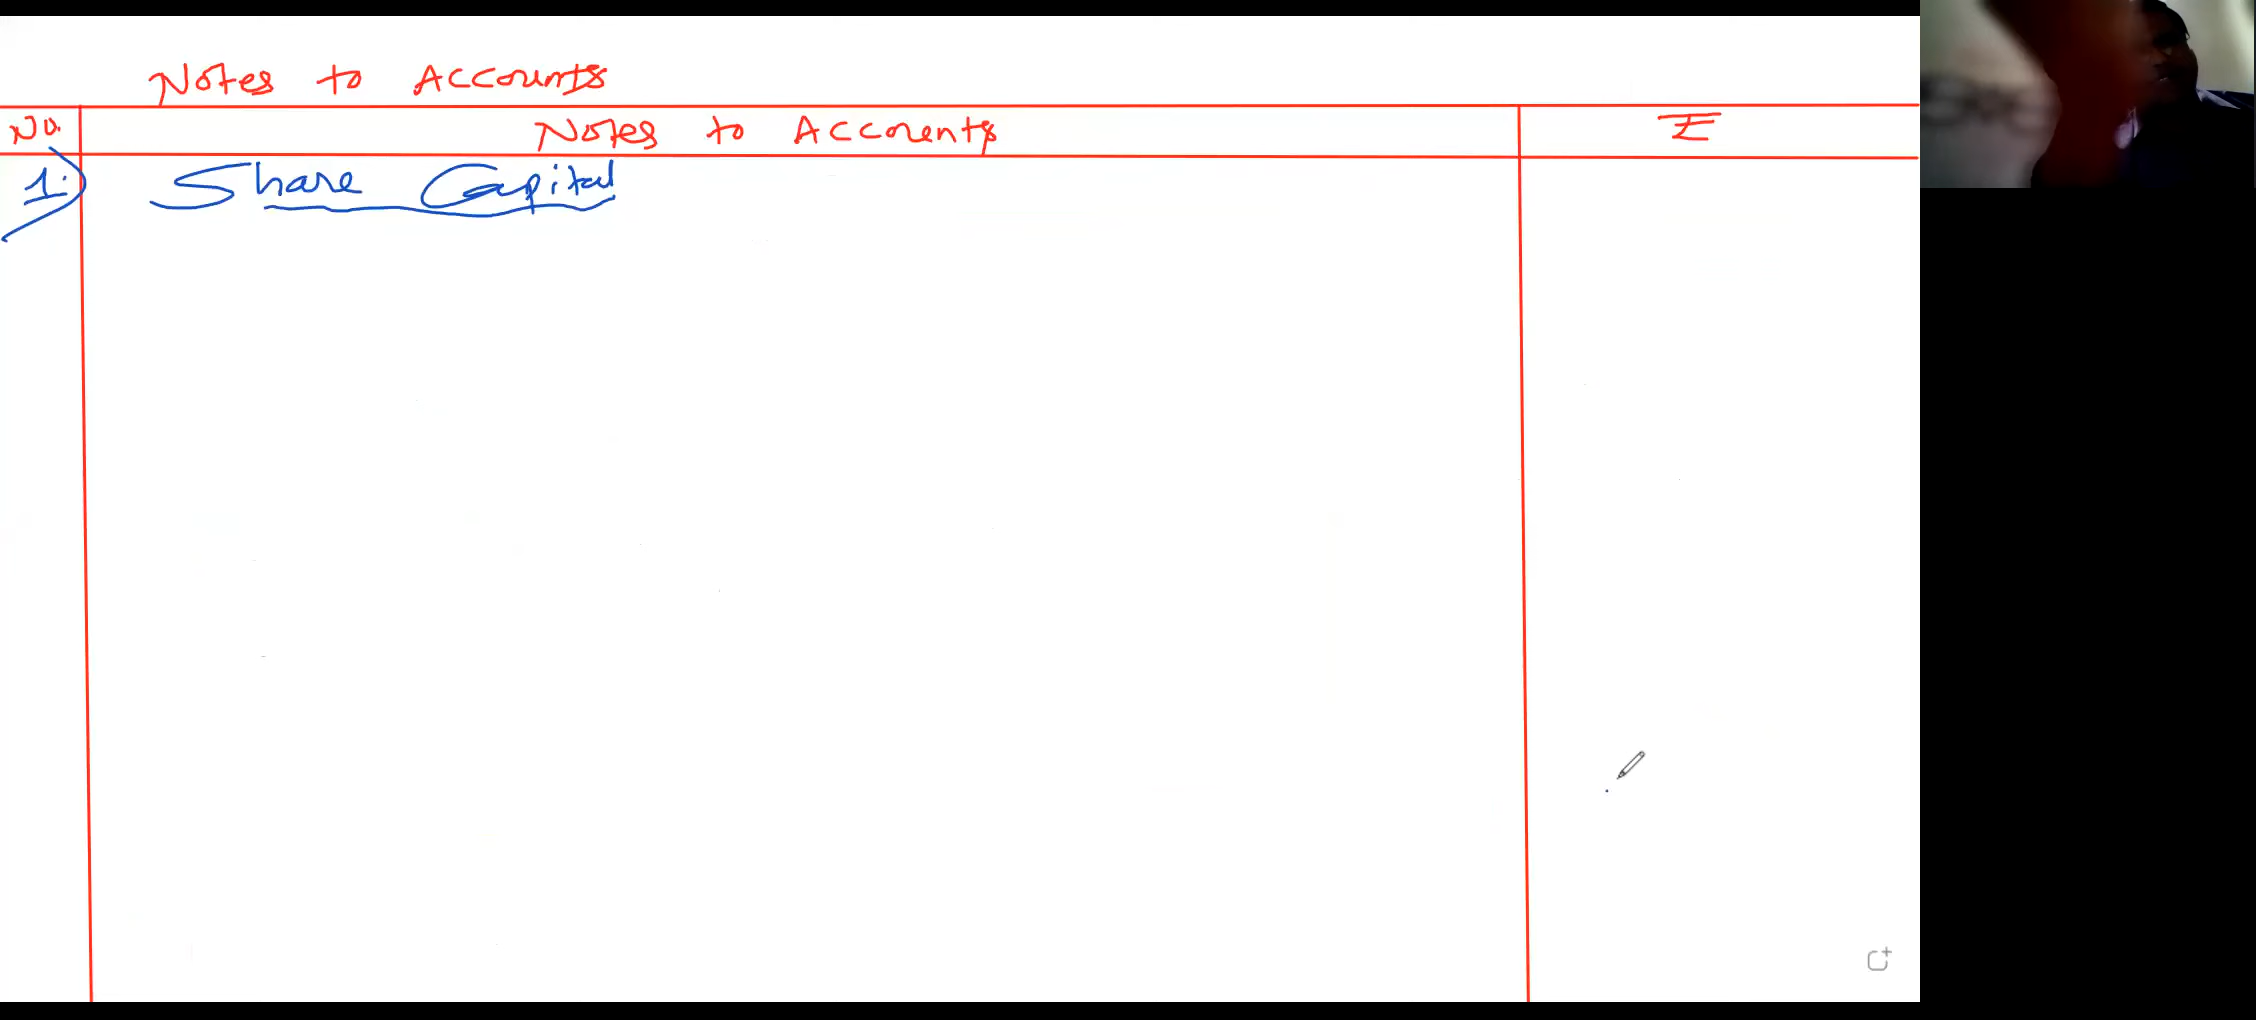 Notes to Accounts
No. Notes to Accounts ₹
1.) Share Capital